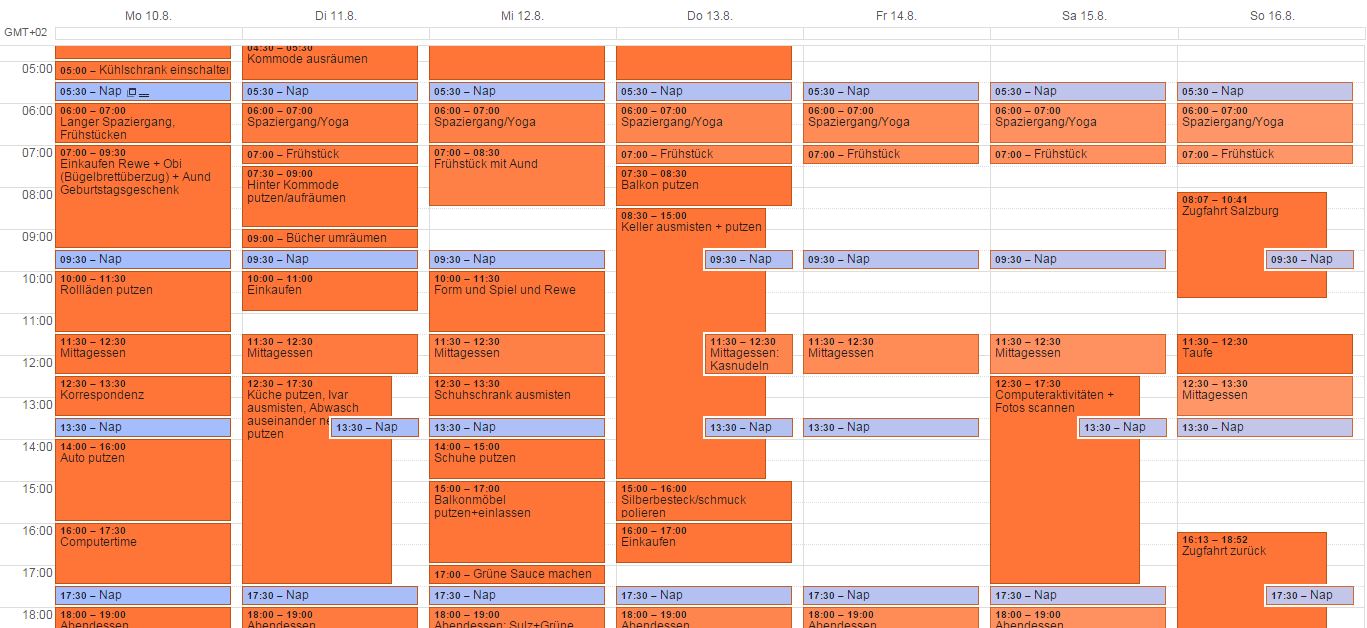 Mo 10.8.
Di 11.8.
Mi 12.8.
Do 13.8.
Fr 14.8.
Sa 15.8.
So 16.8.
GMT+02
05:00
06:00
07:00
08:00
09:00
10:00
11:00
12:00
13:00
14:00
15:00
16:00
17:00
18:00
05:00 – Kühlschrank einschalten
05:30 – Nap
06:00 – 07:00
Langer Spaziergang,
Frühstücken
07:00 – 09:30
Einkaufen Rewe + Obi
(Bügelbrettüberzug) + Aund
Geburtstagsgeschenk
09:30 – Nap
10:00 – 11:30
Rollläden putzen
11:30 – 12:30
Mittagessen
12:30 – 13:30
Korrespondenz
13:30 – Nap
14:00 – 16:00
Auto putzen
16:00 – 17:30
Computertime
17:30 – Nap
18:00 – 19:00
Abendessen
04:30 – 05:30
Kommode ausräumen
05:30 – Nap
06:00 – 07:00
Spaziergang/Yoga
07:00 – Frühstück
07:30 – 09:00
Hinter Kommode
putzen/aufräumen
09:00 – Bücher umräumen
09:30 – Nap
10:00 – 11:00
Einkaufen
11:30 – 12:30
Mittagessen
12:30 – 17:30
Küche putzen, Ivar
ausmisten, Abwasch
auseinander ne
putzen
13:30 – Nap
17:30 – Nap
18:00 – 19:00
Abendessen
05:30 – Nap
06:00 – 07:00
Spaziergang/Yoga
07:00 – 08:30
Frühstück mit Aund
09:30 – Nap
10:00 – 11:30
Form und Spiel und Rewe
11:30 – 12:30
Mittagessen
12:30 – 13:30
Schuhschrank ausmisten
13:30 – Nap
14:00 – 15:00
Schuhe putzen
15:00 – 17:00
Balkonmöbel
putzen+einlassen
17:00 – Grüne Sauce machen
17:30 – Nap
18:00 – 19:00
Abendessen: Sulz+Grüne
05:30 – Nap
06:00 – 07:00
Spaziergang/Yoga
07:00 – Frühstück
07:30 – 08:30
Balkon putzen
08:30 – 15:00
Keller ausmisten + putzen
09:30 – Nap
11:30 – 12:30
Mittagessen:
Kasnudeln
13:30 – Nap
15:00 – 16:00
Silberbesteck/schmuck
polieren
16:00 – 17:00
Einkaufen
17:30 – Nap
18:00 – 19:00
Abendessen
05:30 – Nap
06:00 – 07:00
Spaziergang/Yoga
07:00 – Frühstück
09:30 – Nap
11:30 – 12:30
Mittagessen
13:30 – Nap
17:30 – Nap
18:00 – 19:00
Abendessen
05:30 – Nap
06:00 – 07:00
Spaziergang/Yoga
07:00 – Frühstück
09:30 – Nap
11:30 – 12:30
Mittagessen
12:30 – 17:30
Computeraktivitäten +
Fotos scannen
13:30 – Nap
17:30 – Nap
18:00 – 19:00
Abendessen
05:30 – Nap
06:00 – 07:00
Spaziergang/Yoga
07:00 – Frühstück
08:07 – 10:41
Zugfahrt Salzburg
09:30 – Nap
11:30 – 12:30
Taufe
12:30 – 13:30
Mittagessen
13:30 – Nap
16:13 – 18:52
Zugfahrt zurück
17:30 – Nap